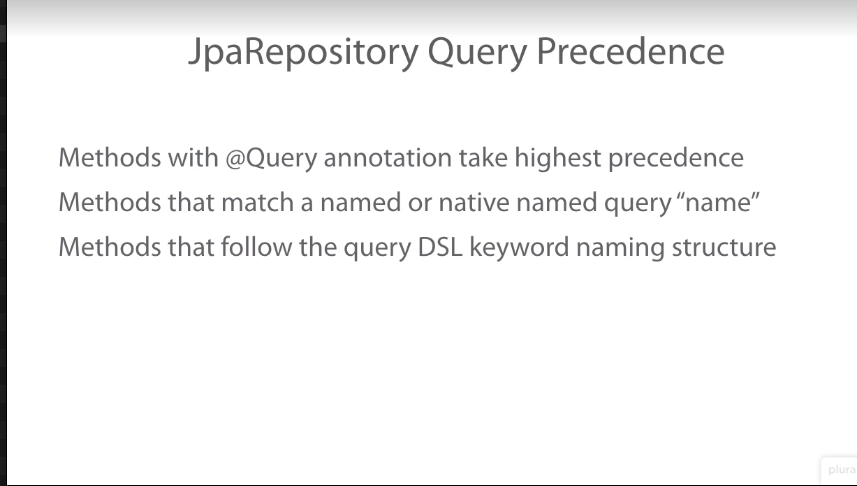 JpaRepository Query Precedence
Methods with @Query annotation take highest precedence
Methods that match a named or native named query “name”
Methods that follow the query DSL keyword naming structure
plura